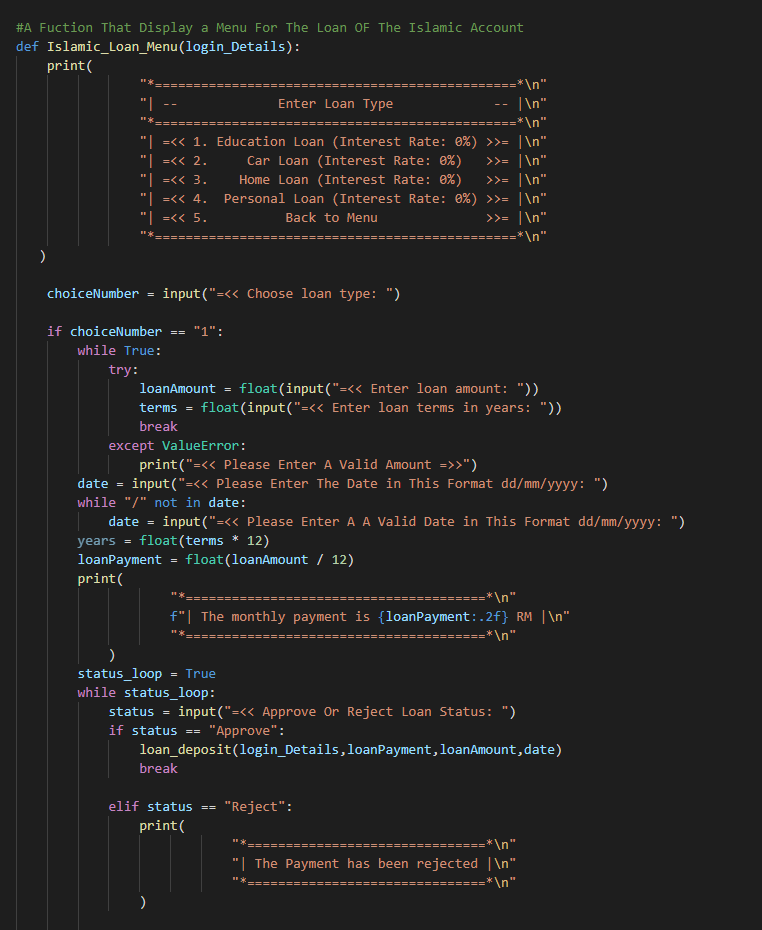 #A Fuction That Display a Menu For The Loan OF The Islamic Account
def Islamic_Loan_Menu(login_Details):
    print(
                "*===============================================*\n"
                "| --             Enter Loan Type             -- |\n"
                "*===============================================*\n"
                "| =<< 1. Education Loan (Interest Rate: 0%) >>= |\n"
                "| =<< 2.     Car Loan (Interest Rate: 0%)   >>= |\n"
                "| =<< 3.    Home Loan (Interest Rate: 0%)   >>= |\n"
                "| =<< 4.  Personal Loan (Interest Rate: 0%) >>= |\n"
                "| =<< 5.          Back to Menu              >>= |\n"
                "*===============================================*\n"
    )
    choiceNumber = input("=<< Choose loan type: ")
    if choiceNumber == "1":
        while True:
            try:
                loanAmount = float(input("=<< Enter loan amount: "))
                terms = float(input("=<< Enter loan terms in years: "))
                break
            except ValueError:
                print("=<< Please Enter A Valid Amount =>>")
        date = input("=<< Please Enter The Date in This Format dd/mm/yyyy: ")
        while "/" not in date:
            date = input("=<< Please Enter A A Valid Date in This Format dd/mm/yyyy: ")
        years = float(terms * 12)
        loanPayment = float(loanAmount / 12)
        print(
                    "*=======================================*\n"
                    f"| The monthly payment is {loanPayment:.2f} RM |\n"
                    "*=======================================*\n"
            )
        status_loop = True
        while status_loop:
            status = input("=<< Approve Or Reject Loan Status: ")
            if status == "Approve":
                loan_deposit(login_Details,loanPayment,loanAmount,date)
                break
            elif status == "Reject":
                print(
                            "*===============================*\n"
                            "| The Payment has been rejected |\n"
                            "*===============================*\n"
                )